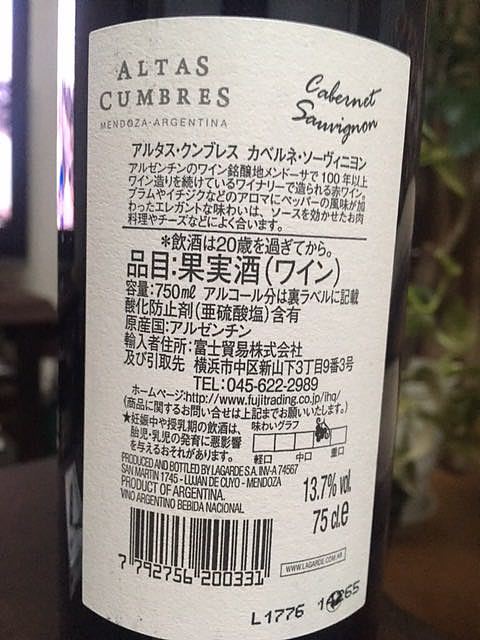 ALTAS
CUMBRES
MENDOZA·ARGENTINA
Cabernet
Sauvignon
アルタス・クンブレス カベルネ・ソーヴィニヨン
アルゼンチンのワイン銘醸地メンドーサで100年以上
ワイン造りを続けているワイナリーで造られる赤ワイン。
プラムやイチジクなどのアロマにペッパーの風味が加
わったエレガントな味わいは、ソースを効かせたお肉
料理やチーズなどによく合います。
*飲酒は20歳を過ぎてから。
品目:果実酒(ワイン)
容量:750mℓ アルコール分は裏ラベルに記載
酸化防止剤(亜硫酸塩)含有
原産国:アルゼンチン
輸入者住所:富士貿易株式会社
及び引取先 横浜市中区新山下3丁目9番3号
TEL:045-622-2989
ホームページ:http://www.fujitrading.co.jp/ihq/
(商品に関するお問い合せは上記までお願いいたします。)
★妊娠中や授乳期の飲酒は、
胎児・乳児の発育に悪影響
を与えるおそれがあります。
味わいグラフ
軽口 中口 重口
PRODUCED AND BOTTLED BY LAGARDE S.A. INV-A 74567
SAN MARTIN 1745 - LUJAN DE CUYO - MENDOZA
PRODUCT OF ARGENTINA.
VINO ARGENTINO BEBIDA NACIONAL
13.7% vol.
75 cl.e
7 792756 200331
WWW.LAGARDE.COM.AR
L1776